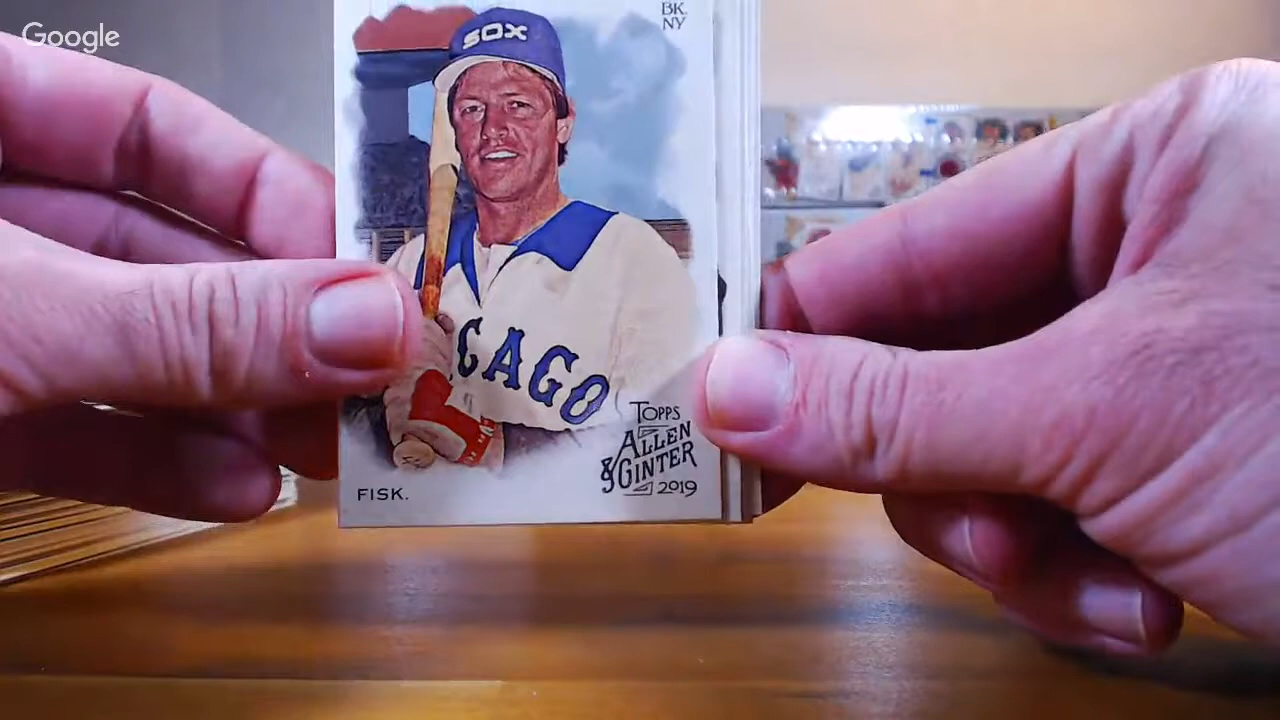 Google
BK.
NY
SOX
CAGO
TOPPS
ALLEN
& GINTER
2019
FISK.